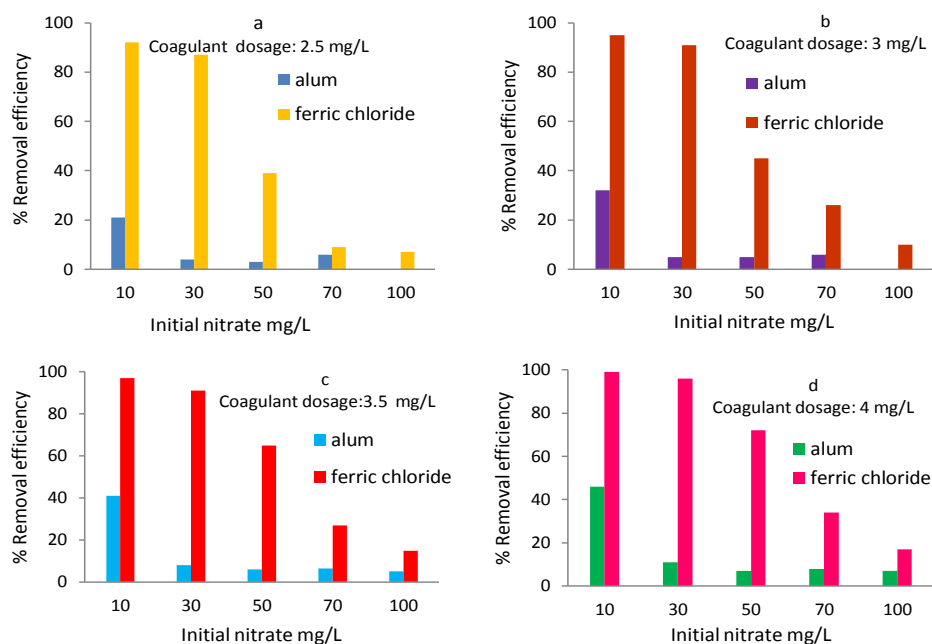 a
Coagulant dosage: 2.5 mg/L
alum
ferric chloride
% Removal efficiency
100
80
60
40
20
0
10 30 50 70 100
Initial nitrate mg/L
b
Coagulant dosage: 3 mg/L
alum
ferric chloride
% Removal efficiency
100
80
60
40
20
0
10 30 50 70 100
Initial nitrate mg/L
c
Coagulant dosage:3.5 mg/L
alum
ferric chloride
% Removal efficiency
100
80
60
40
20
0
10 30 50 70 100
Initial nitrate mg/L
d
Coagulant dosage: 4 mg/L
alum
ferric chloride
% Removal efficiency
100
80
60
40
20
0
10 30 50 70 100
Initial nitrate mg/L